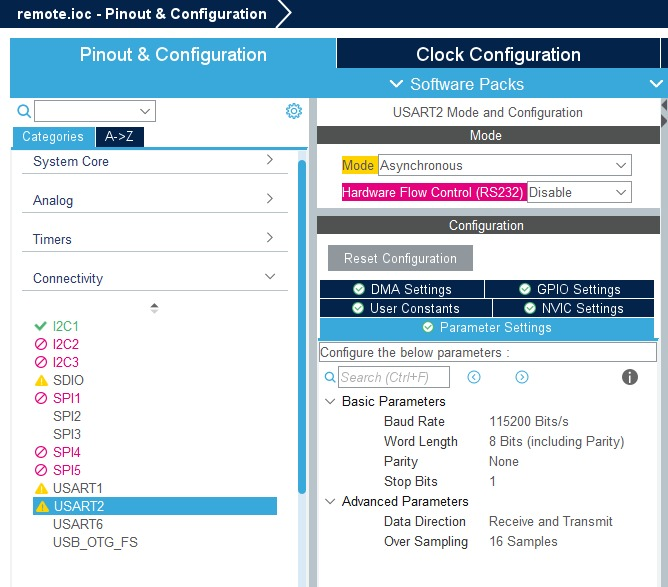 remote.ioc - Pinout & Configuration
Pinout & Configuration
Clock Configuration
Software Packs
Categories
A->Z
System Core
Analog
Timers
Connectivity
I2C1
I2C2
I2C3
SDIO
SPI1
SPI2
SPI3
SPI4
SPI5
USART1
USART2
USART6
USB_OTG_FS
USART2 Mode and Configuration
Mode
Mode Asynchronous
Hardware Flow Control (RS232) Disable
Configuration
Reset Configuration
DMA Settings
GPIO Settings
User Constants
NVIC Settings
Parameter Settings
Configure the below parameters :
Search (Ctrl+F)
Basic Parameters
Baud Rate 115200 Bits/s
Word Length 8 Bits (including Parity)
Parity None
Stop Bits 1
Advanced Parameters
Data Direction Receive and Transmit
Over Sampling 16 Samples